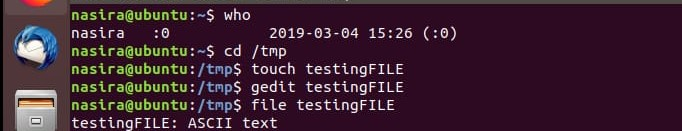 nasira@ubuntu:~$ who
nasira   :0           2019-03-04 15:26 (:0)
nasira@ubuntu:~$ cd /tmp
nasira@ubuntu:/tmp$ touch testingFILE
nasira@ubuntu:/tmp$ gedit testingFILE
nasira@ubuntu:/tmp$ file testingFILE
testingFILE: ASCII text